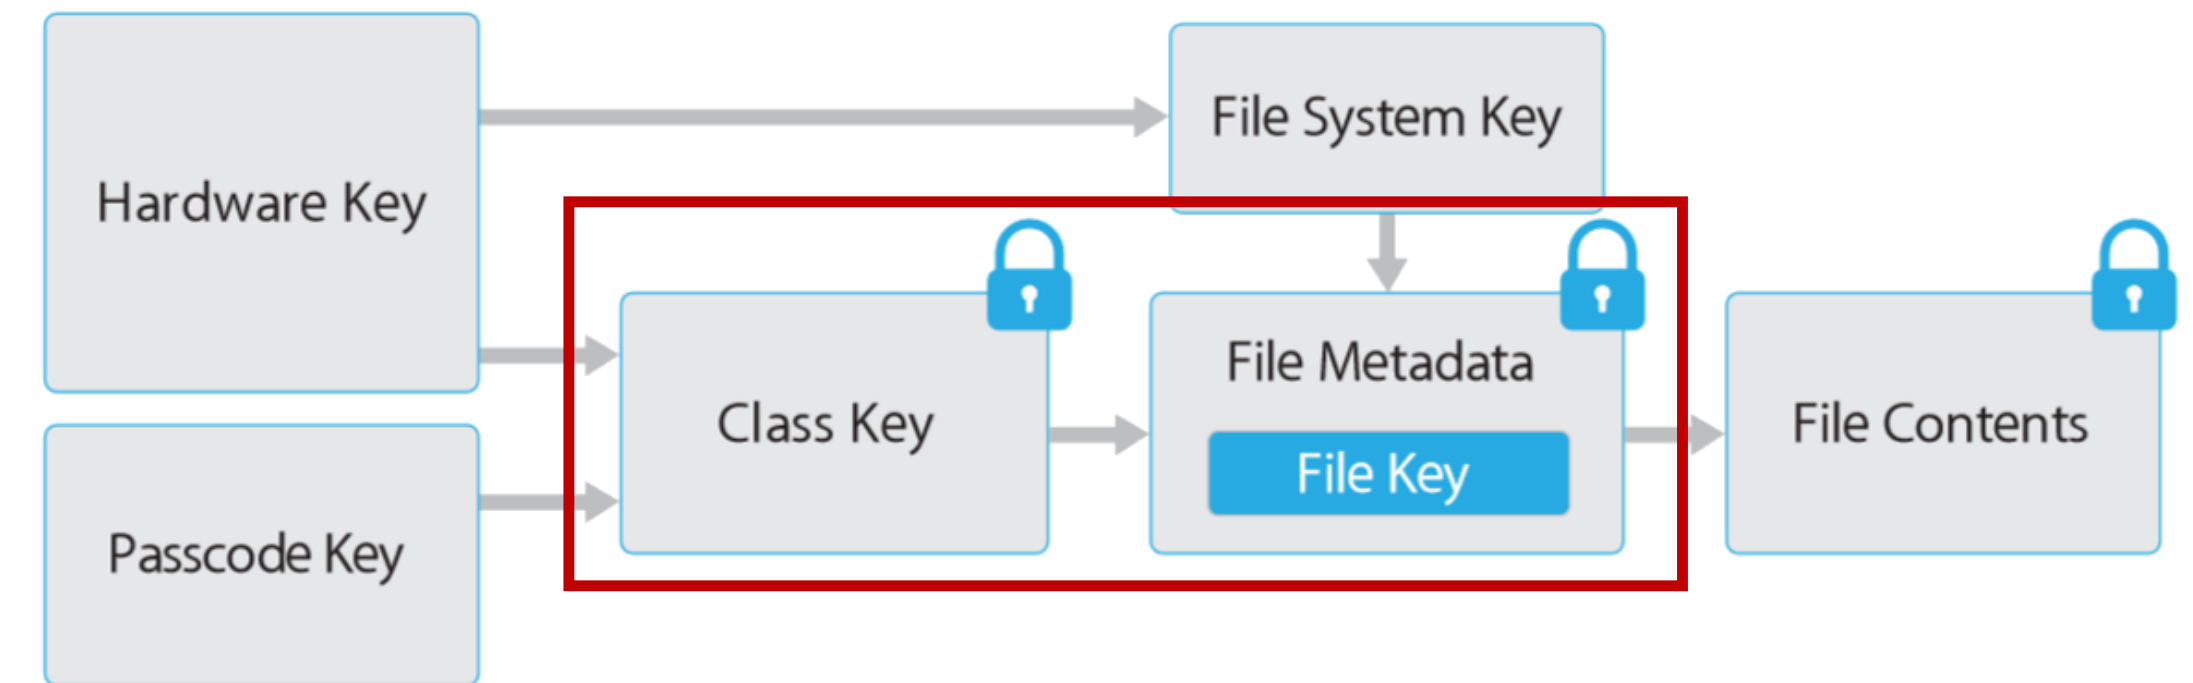 Hardware Key
File System Key
Passcode Key
Class Key
File Metadata
File Key
File Contents